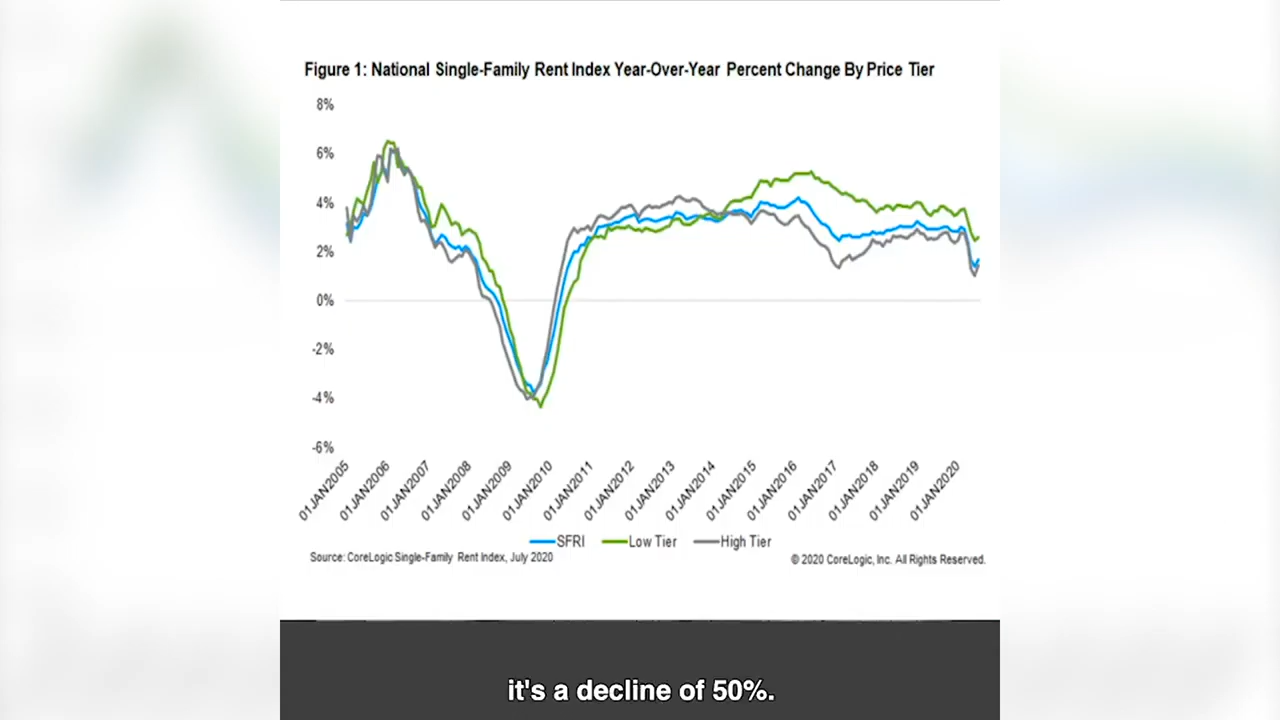 Figure 1: National Single-Family Rent Index Year-Over-Year Percent Change By Price Tier
8%
6%
4%
2%
0%
-2%
-4%
-6%
01JAN2005
01JAN2006
01JAN2007
01JAN2008
01JAN2009
01JAN2010
01JAN2011
01JAN2012
01JAN2013
01JAN2014
01JAN2015
01JAN2016
01JAN2017
01JAN2018
01JAN2019
01JAN2020
SFRI Low Tier High Tier
Source: CoreLogic Single-Family Rent Index, July 2020
© 2020 CoreLogic, Inc. All Rights Reserved.
it's a decline of 50%.